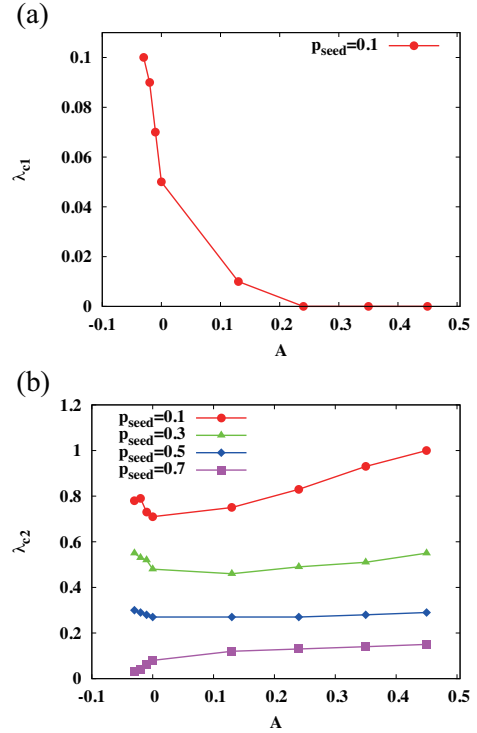 (a)
p_seed=0.1
0.1
0.08
0.06
0.04
0.02
0
λ_c1
-0.1 0 0.1 0.2 0.3 0.4 0.5
A
(b)
p_seed=0.1
p_seed=0.3
p_seed=0.5
p_seed=0.7
1.2
1
0.8
0.6
0.4
0.2
0
λ_c2
-0.1 0 0.1 0.2 0.3 0.4 0.5
A